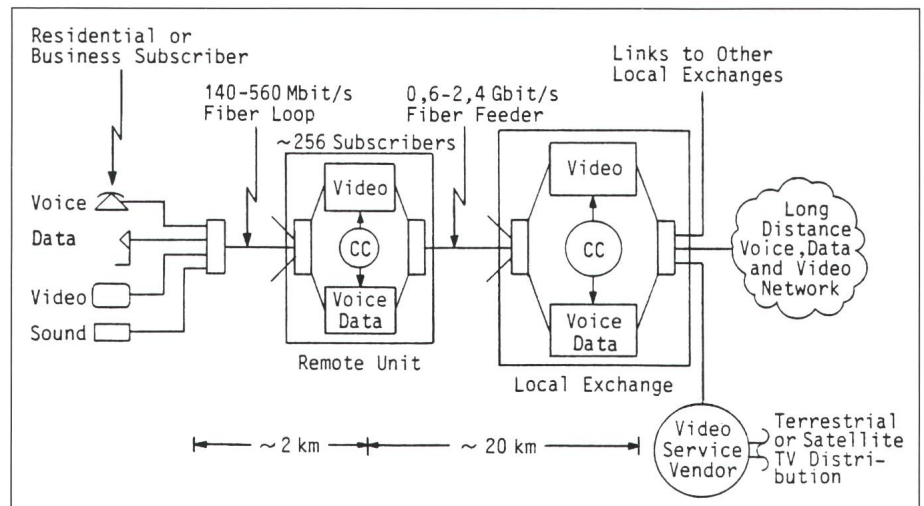 Residential or
Business Subscriber
140-560 Mbit/s
Fiber Loop
0,6-2,4 Gbit/s
Fiber Feeder
Links to Other
Local Exchanges
~256 Subscribers
Voice
Data
Video
Sound
Video
CC
Voice
Data
Remote Unit
Video
CC
Voice
Data
Local Exchange
Long
Distance
Voice,Data
and Video
Network
~ 2 km
~ 20 km
Video
Service
Vendor
Terrestrial
or Satellite
TV Distri-
bution